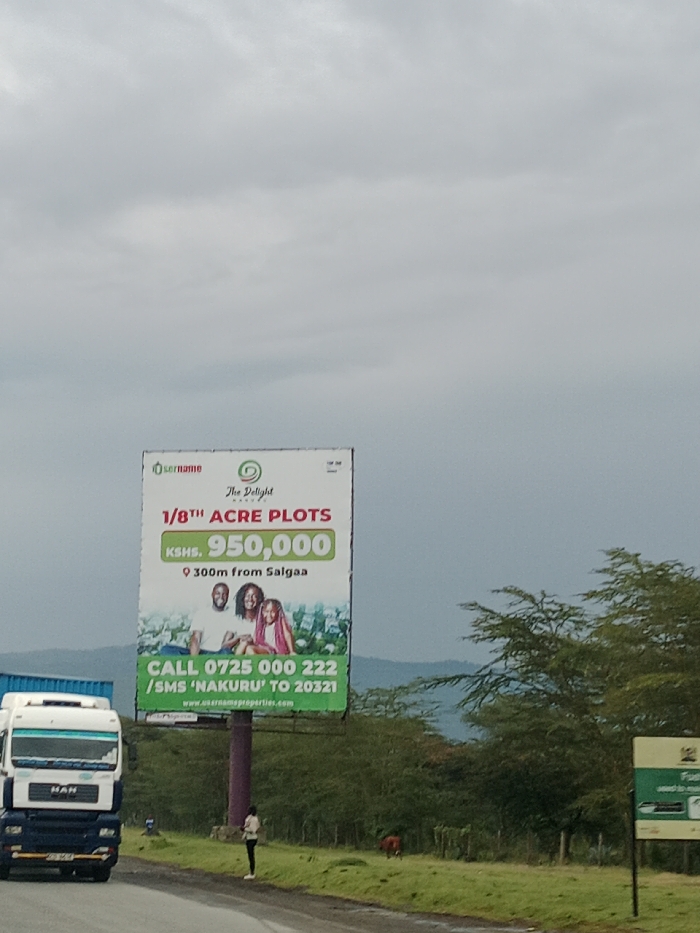 Username
The Delight
1/8TH ACRE PLOTS
KSHS. 950,000
300m from Salgaa
CALL 0725 000 222
/SMS 'NAKURU' TO 20321
www.usernameproperties.com
MAN